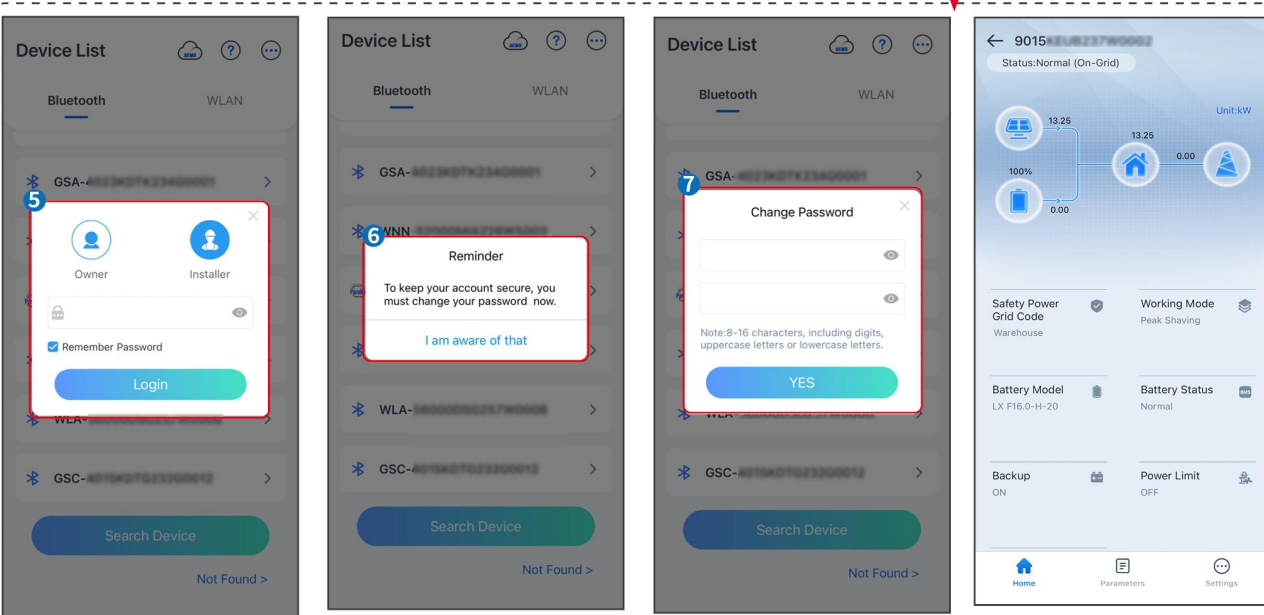 Device List
DEMO
?
Bluetooth
WLAN
GSA-
5
Owner
Installer
Remember Password
Login
WLA-
GSC-
Search Device
Not Found >
Device List
DEMO
?
Bluetooth
WLAN
GSA-
WNN
6
Reminder
To keep your account secure, you
must change your password now.
I am aware of that
WLA-
GSC-
Search Device
Not Found >
Device List
DEMO
?
Bluetooth
WLAN
GSA-
7
Change Password
Note:8-16 characters, including digits,
uppercase letters or lowercase letters.
YES
WLA-
GSC-
Search Device
Not Found >
9015
Status:Normal (On-Grid)
Unit:kW
13.25
13.25
0.00
100%
0.00
Safety Power
Grid Code
Warehouse
Working Mode
Peak Shaving
Battery Model
LX F16.0-H-20
Battery Status
Normal
BMS
Backup
ON
Power Limit
OFF
Home
Parameters
Settings